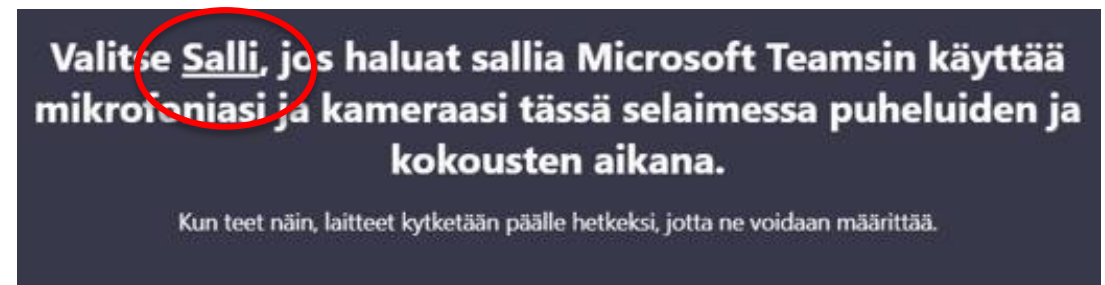 Valitse Salli, jos haluat sallia Microsoft Teamsin käyttää
mikrofoniasi ja kameraasi tässä selaimessa puheluiden ja
kokousten aikana.
Kun teet näin, laitteet kytketään päälle hetkeksi, jotta ne voidaan määrittää.